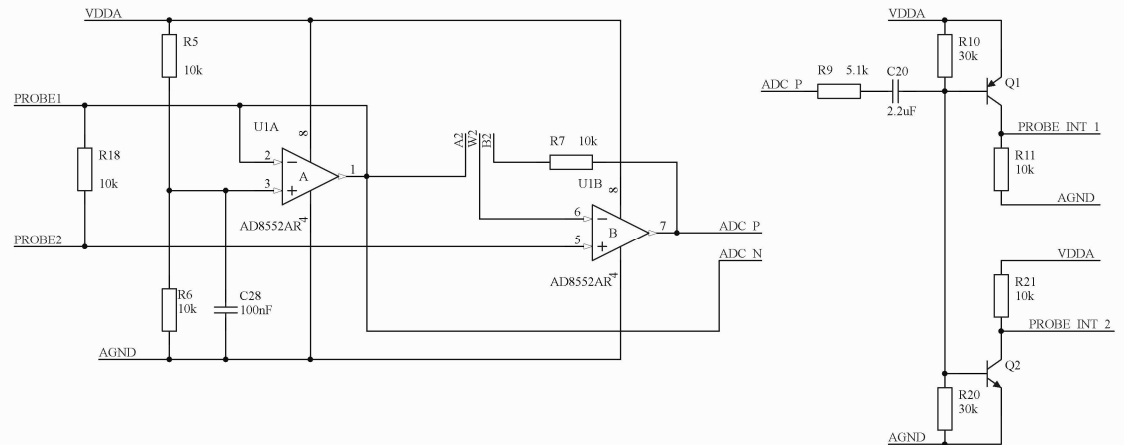 VDDA
R5
10k
PROBE1
U1A
8
R18
10k
2
A
1
3
4
AD8552AR
PROBE2
A2
W2
B2
R7 10k
U1B
8
6
B
7
5
4
AD8552AR
ADC P
ADC N
R6
10k
C28
100nF
AGND
VDDA
R10
30k
R9 5.1k
C20
ADC P
2.2uF
Q1
PROBE INT 1
R11
10k
AGND
VDDA
R21
10k
PROBE INT 2
Q2
R20
30k
AGND